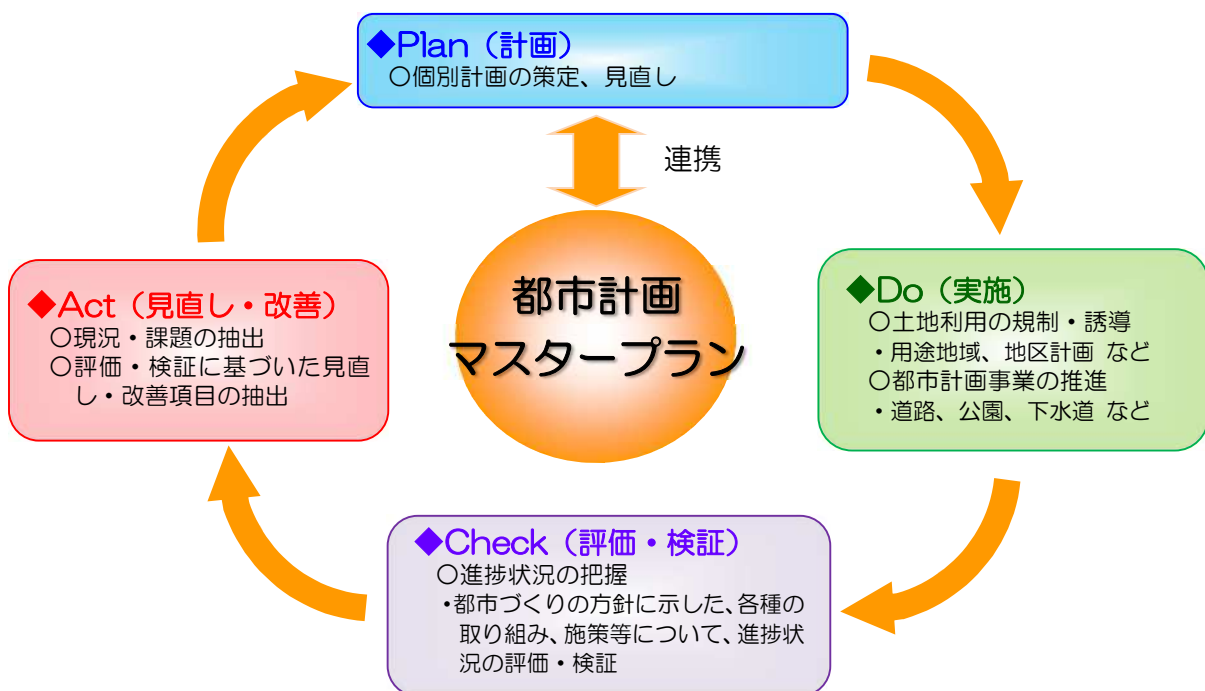 ◆Plan（計画）
○個別計画の策定、見直し
連携
都市計画
マスタープラン
◆Do（実施）
○土地利用の規制・誘導
・用途地域、地区計画 など
○都市計画事業の推進
・道路、公園、下水道 など
◆Check（評価・検証）
○進捗状況の把握
・都市づくりの方針に示した、各種の
取り組み、施策等について、進捗状
況の評価・検証
◆Act（見直し・改善）
○現況・課題の抽出
○評価・検証に基づいた見直
し・改善項目の抽出